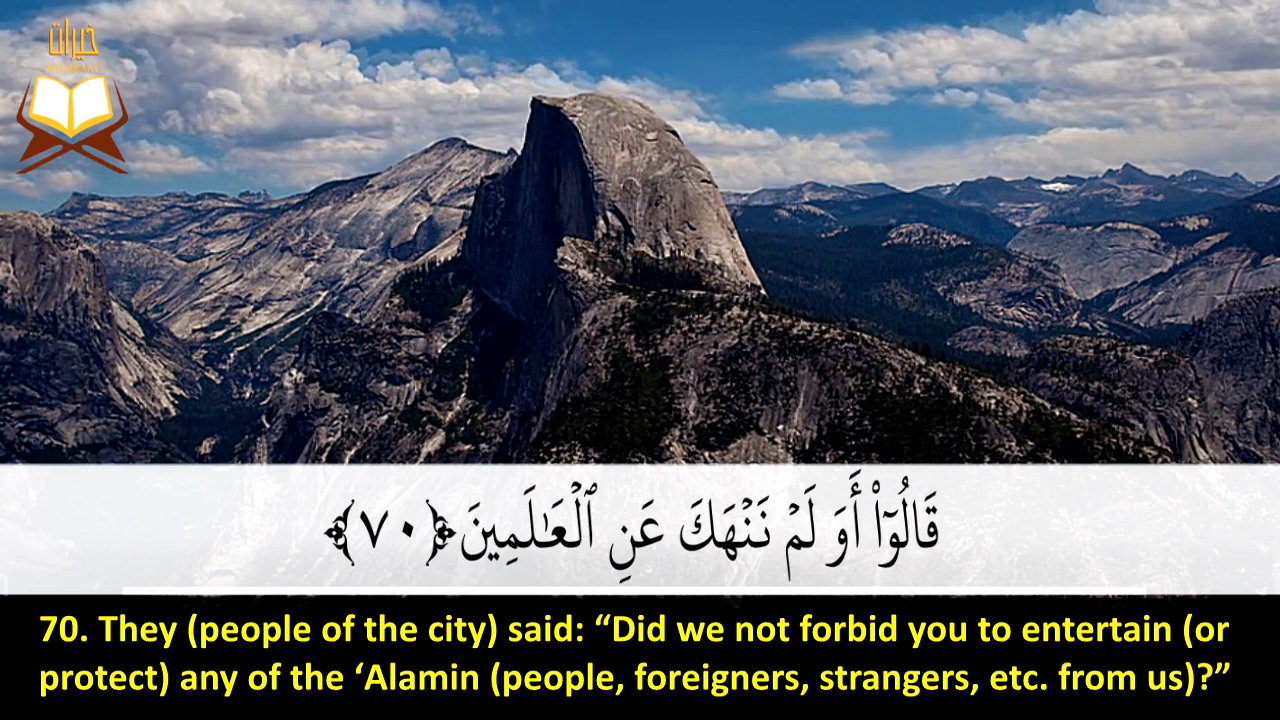 خيرات
قَالُوٓا۟ أَوَ لَمْ نَنْهَكَ عَنِ ٱلْعَـٰلَمِينَ ﴿٧٠﴾
70. They (people of the city) said: “Did we not forbid you to entertain (or
protect) any of the ‘Alamin (people, foreigners, strangers, etc. from us)?”